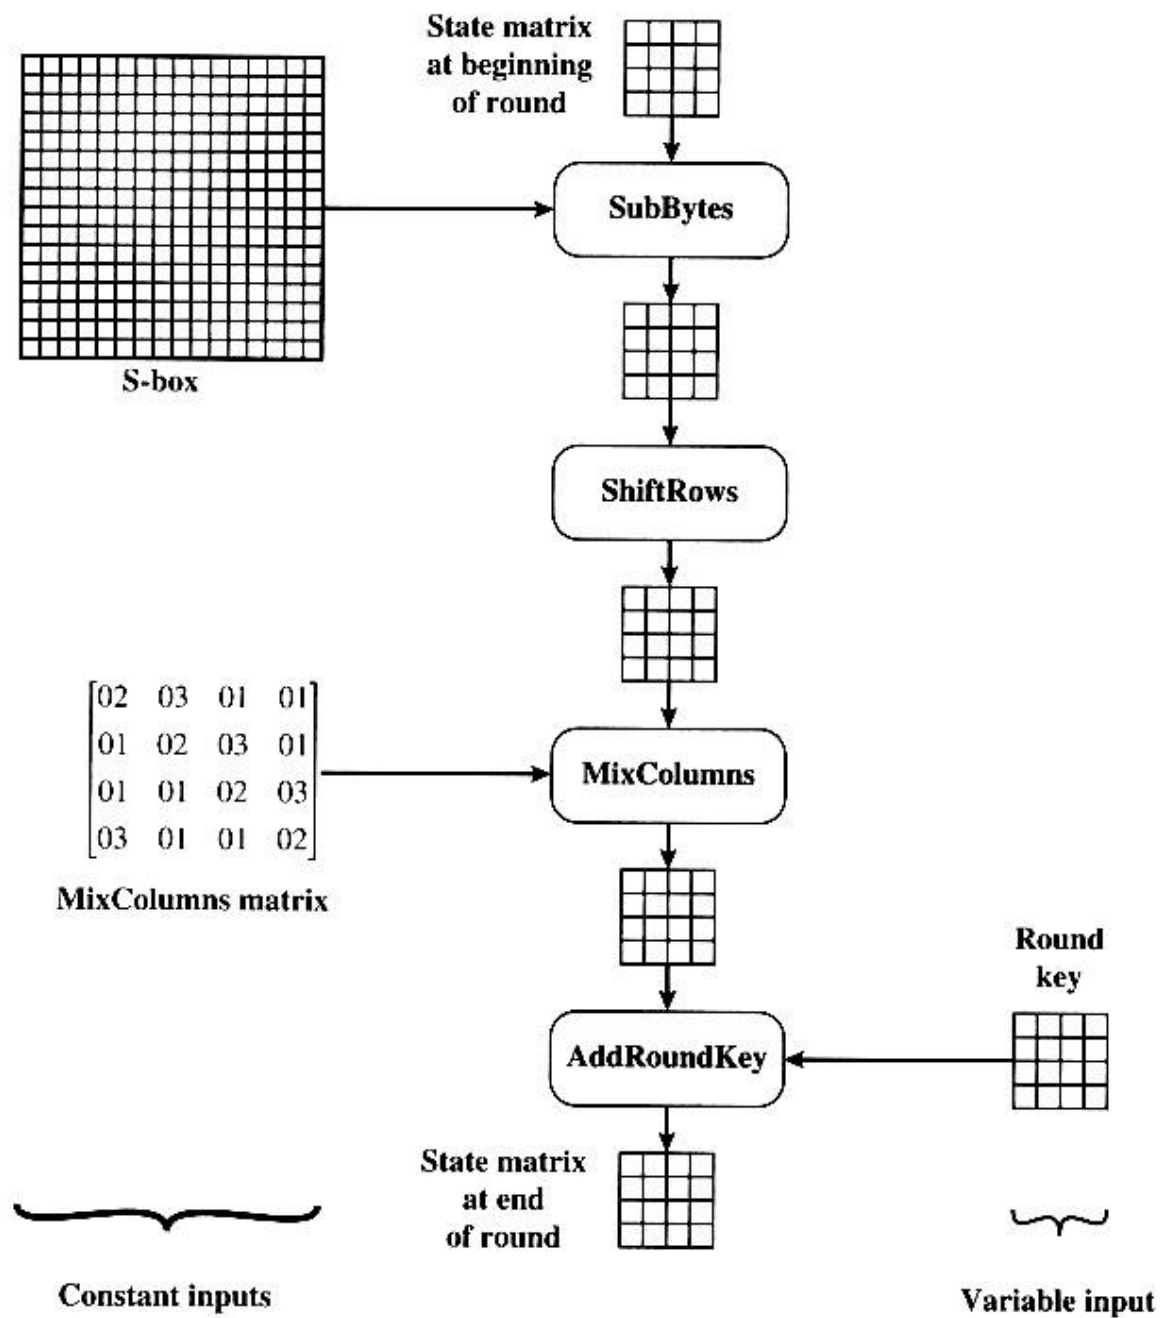 State matrix
at beginning
of round
SubBytes
S-box
ShiftRows
02 03 01 01
01 02 03 01
01 01 02 03
03 01 01 02
MixColumns
MixColumns matrix
Round
key
AddRoundKey
State matrix
at end
of round
Constant inputs
Variable input